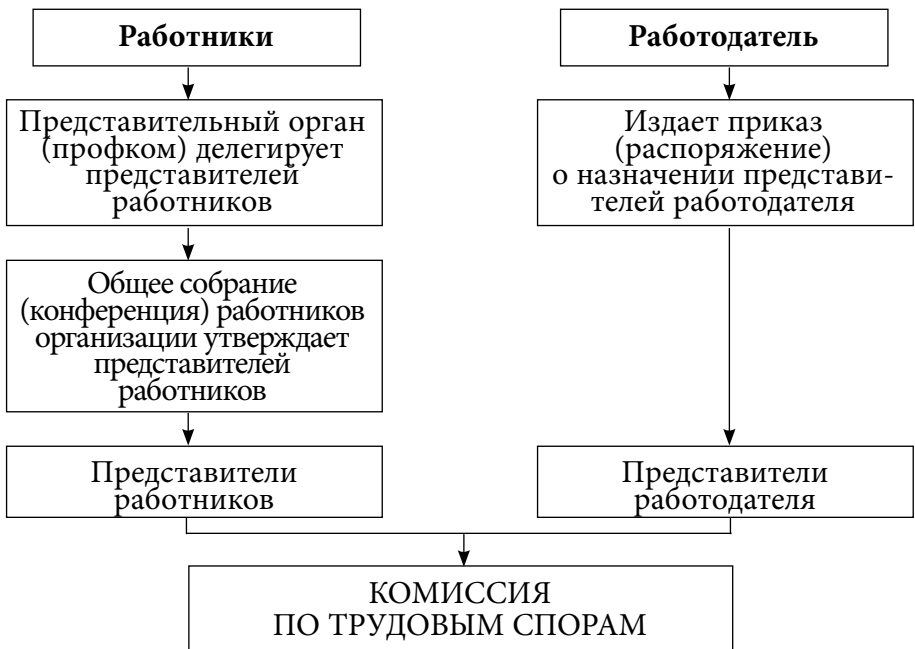 Работники
Работодатель
Представительный орган
(профком) делегирует
представителей
работников
Издает приказ
(распоряжение)
о назначении представи-
телей работодателя
Общее собрание
(конференция) работников
организации утверждает
представителей
работников
Представители
работников
Представители
работодателя
КОМИССИЯ
ПО ТРУДОВЫМ СПОРАМ